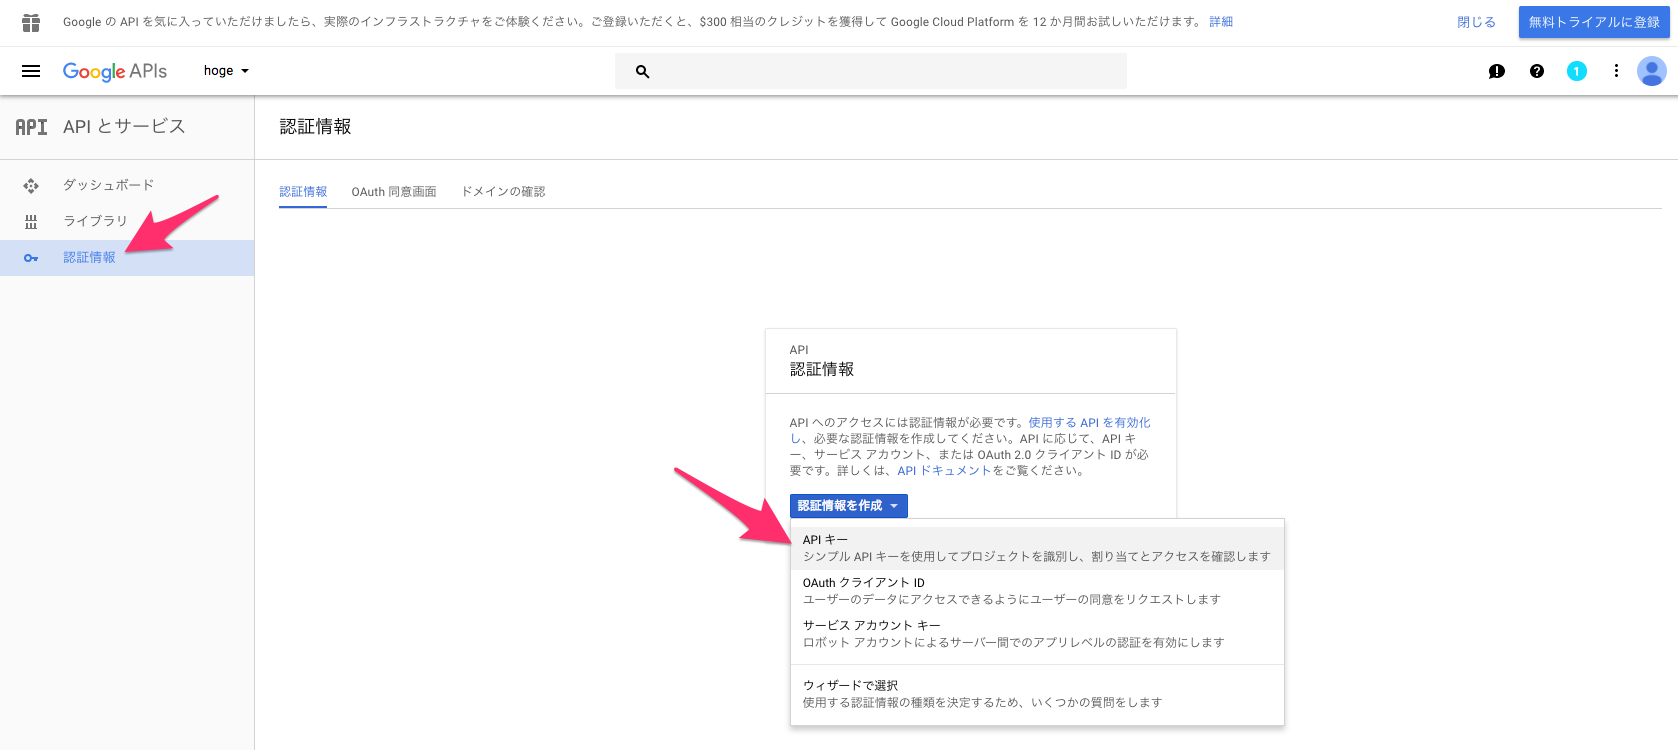 Google の API を気に入っていただけましたら、実際のインフラストラクチャをご体験ください。ご登録いただくと、$300 相当のクレジットを獲得して Google Cloud Platform を 12 か月間お試しいただけます。 詳細
閉じる
無料トライアルに登録
Google APIs
hoge
1
API API とサービス
認証情報
ダッシュボード
ライブラリ
認証情報
認証情報 OAuth 同意画面 ドメインの確認
API
認証情報
API へのアクセスには認証情報が必要です。使用する API を有効化
し、必要な認証情報を作成してください。API に応じて、API キ
ー、サービス アカウント、または OAuth 2.0 クライアント ID が必
要です。詳しくは、API ドキュメントをご覧ください。
認証情報を作成
API キー
シンプル API キーを使用してプロジェクトを識別し、割り当てとアクセスを確認します
OAuth クライアント ID
ユーザーのデータにアクセスできるようにユーザーの同意をリクエストします
サービス アカウント キー
ロボット アカウントによるサーバー間でのアプリレベルの認証を有効にします
ウィザードで選択
使用する認証情報の種類を決定するため、いくつかの質問をします